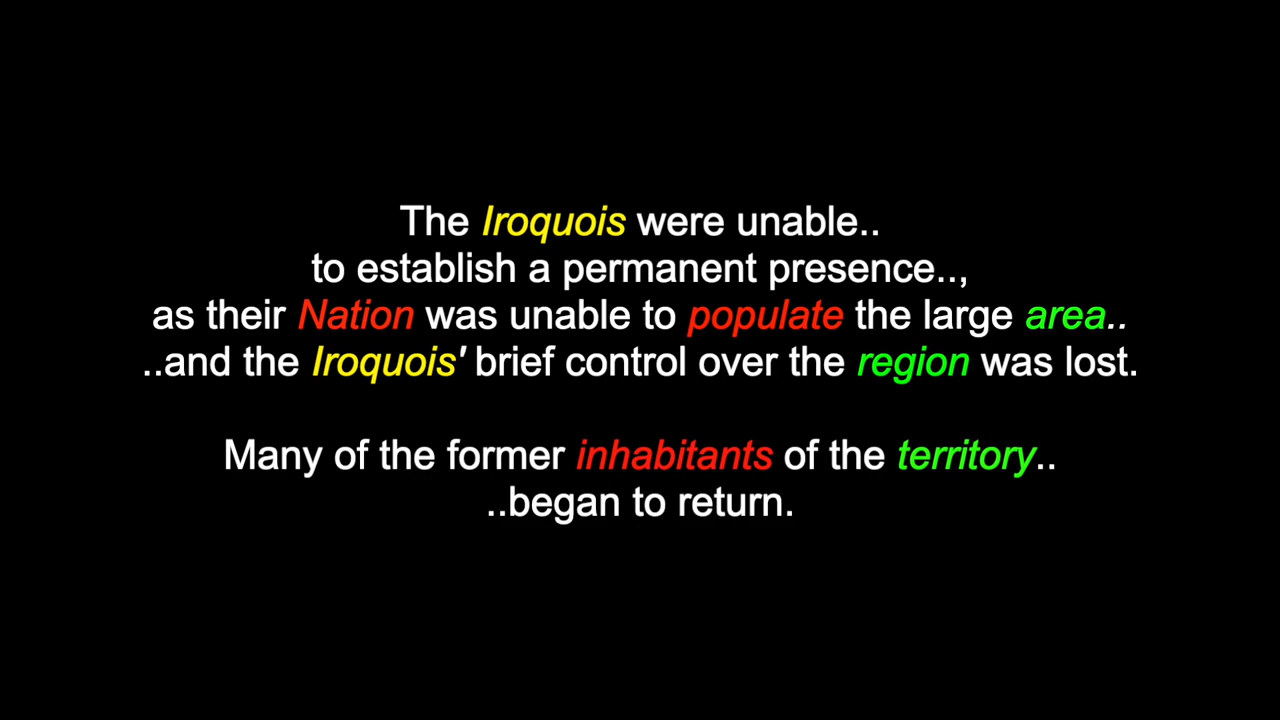 The Iroquois were unable..
to establish a permanent presence..,
as their Nation was unable to populate the large area..
..and the Iroquois' brief control over the region was lost.
Many of the former inhabitants of the territory..
..began to return.